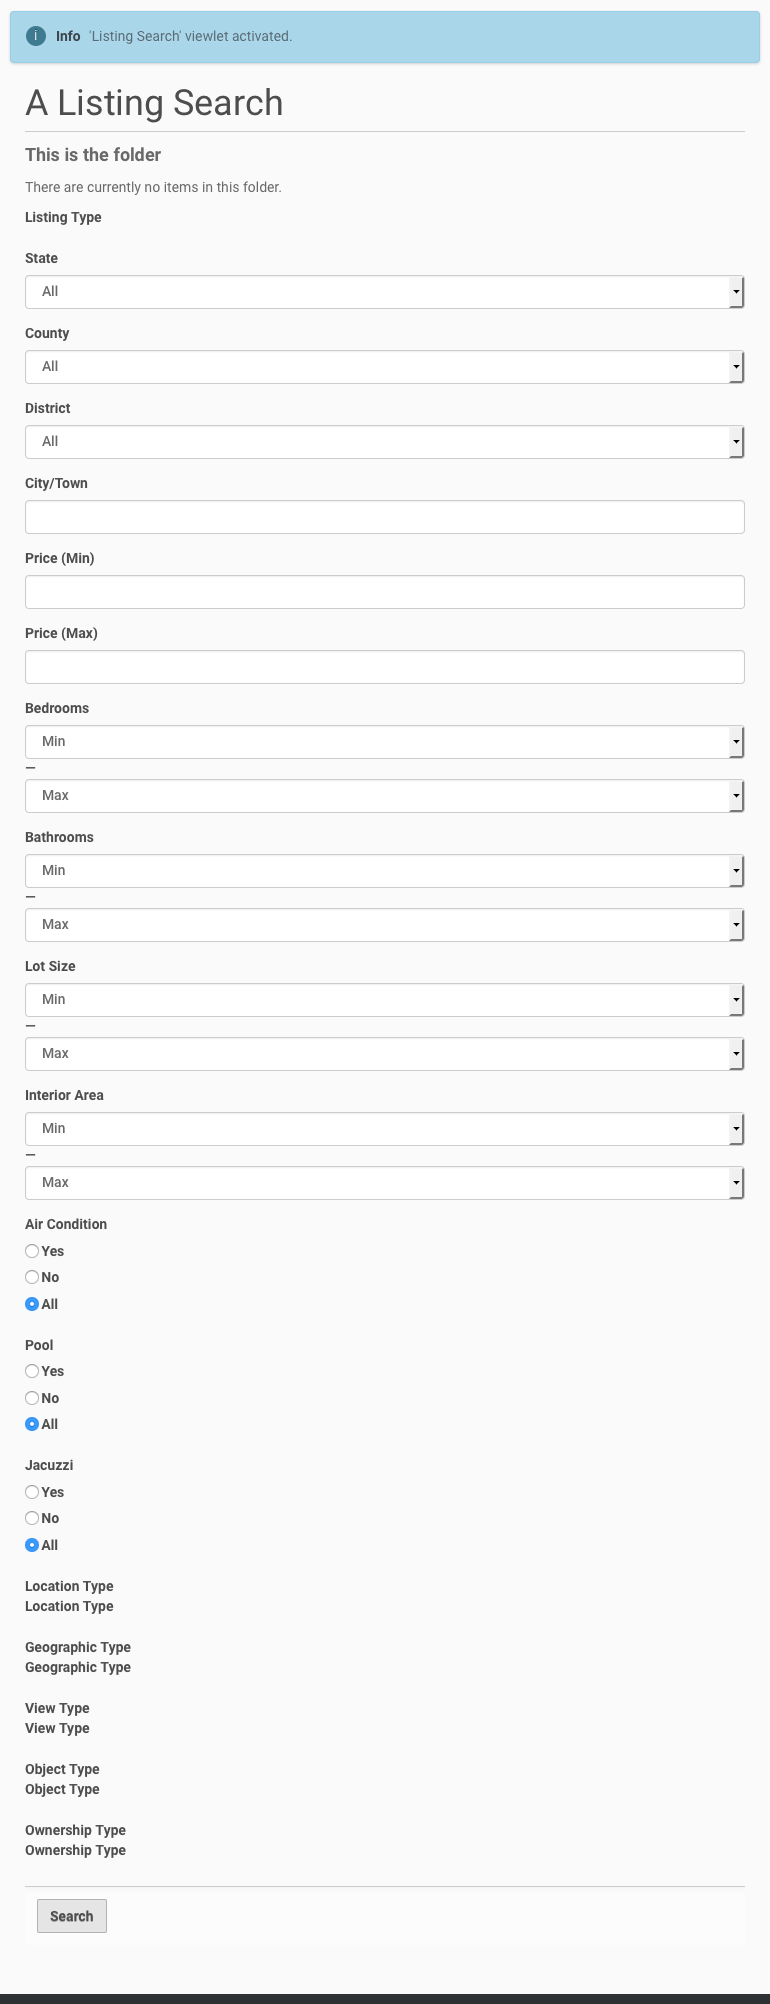 i Info 'Listing Search' viewlet activated.
A Listing Search
This is the folder
There are currently no items in this folder.
Listing Type
State
All
County
All
District
All
City/Town
Price (Min)
Price (Max)
Bedrooms
Min
–
Max
Bathrooms
Min
–
Max
Lot Size
Min
–
Max
Interior Area
Min
–
Max
Air Condition
Yes
No
All
Pool
Yes
No
All
Jacuzzi
Yes
No
All
Location Type
Location Type
Geographic Type
Geographic Type
View Type
View Type
Object Type
Object Type
Ownership Type
Ownership Type
Search